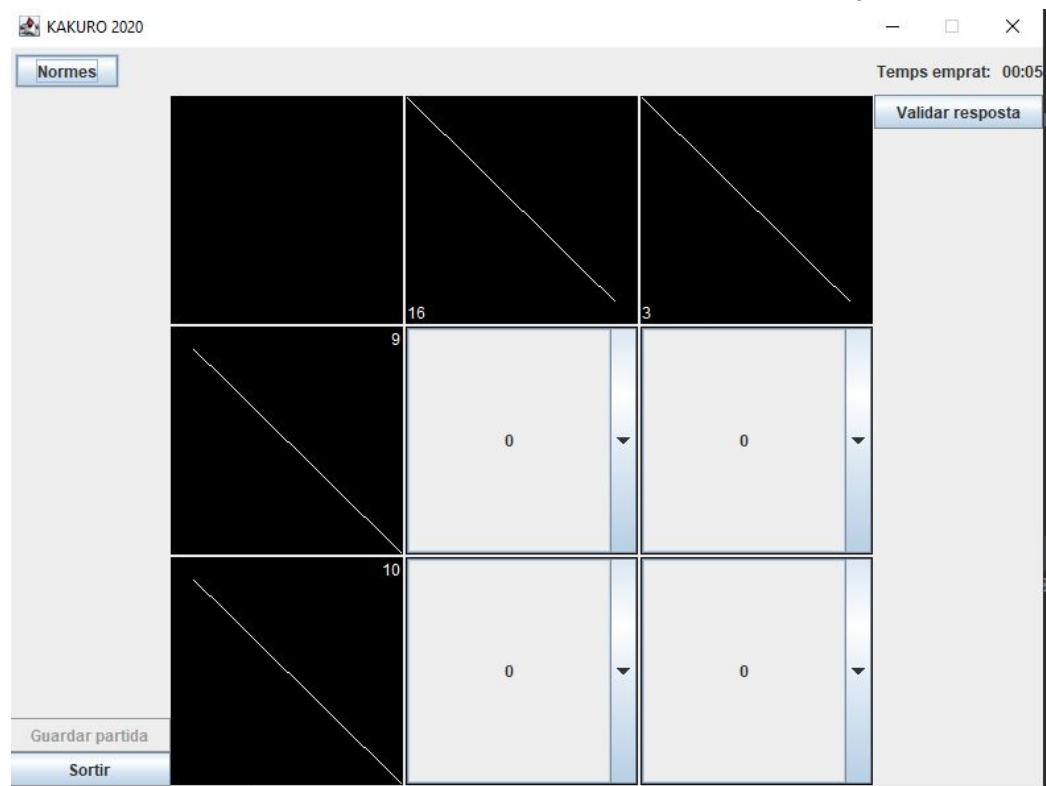 KAKURO 2020
Normes
Temps emprat: 00:05
Validar resposta
16
3
9
0
0
10
0
0
Guardar partida
Sortir